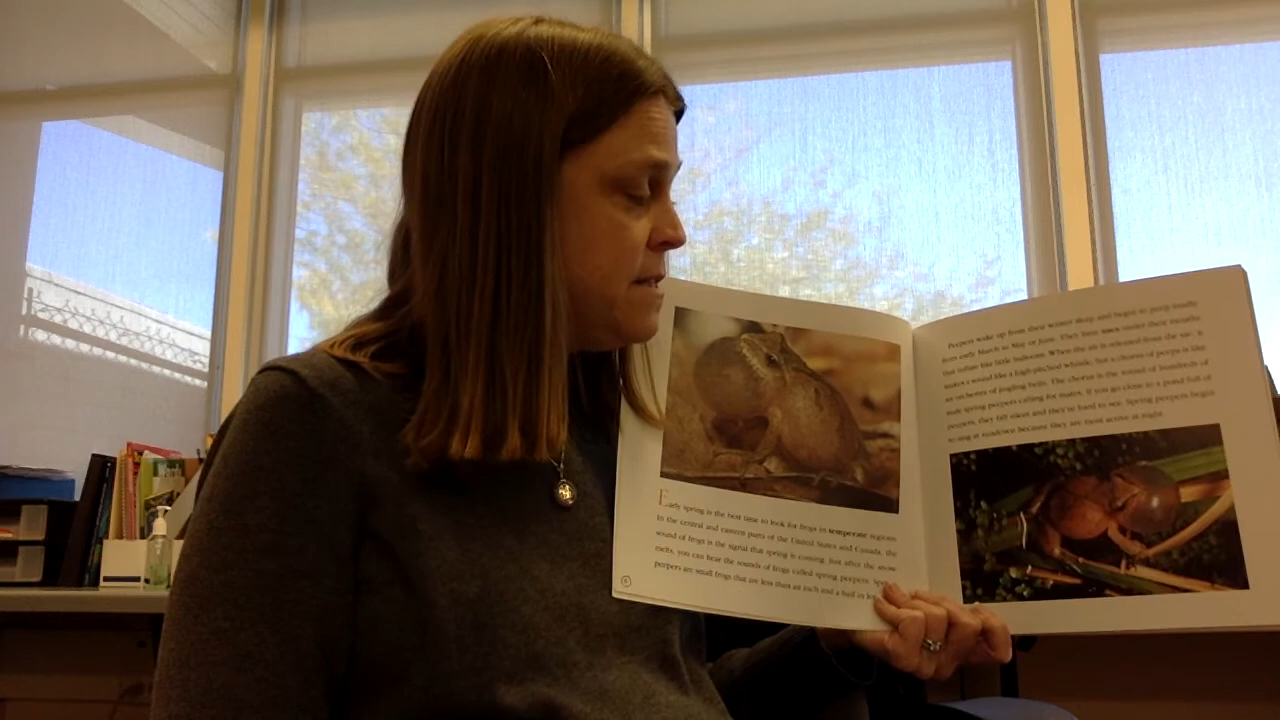 Early spring is the best time to look for frogs in temperate regions.
In the central and eastern parts of the United States and Canada, the
sound of frogs is the signal that spring is coming. Just after the snow
melts, you can hear the sounds of frogs called spring peepers. Spring
peepers are small frogs that are less than an inch and a half in
6
Peepers wake up from their winter sleep and begin to peep loudly
from early March to May or June. They have sacs under their mouths
that inflate like little balloons. When the air is released from the sac, it
makes a sound like a high-pitched whistle, but a chorus of peeps is like
an orchestra of jingling bells. The chorus is the sound of hundreds of
male spring peepers calling for mates. If you go close to a pond full of
peepers, they fall silent and they're hard to see. Spring peepers begin
to sing at sundown because they are most active at night.